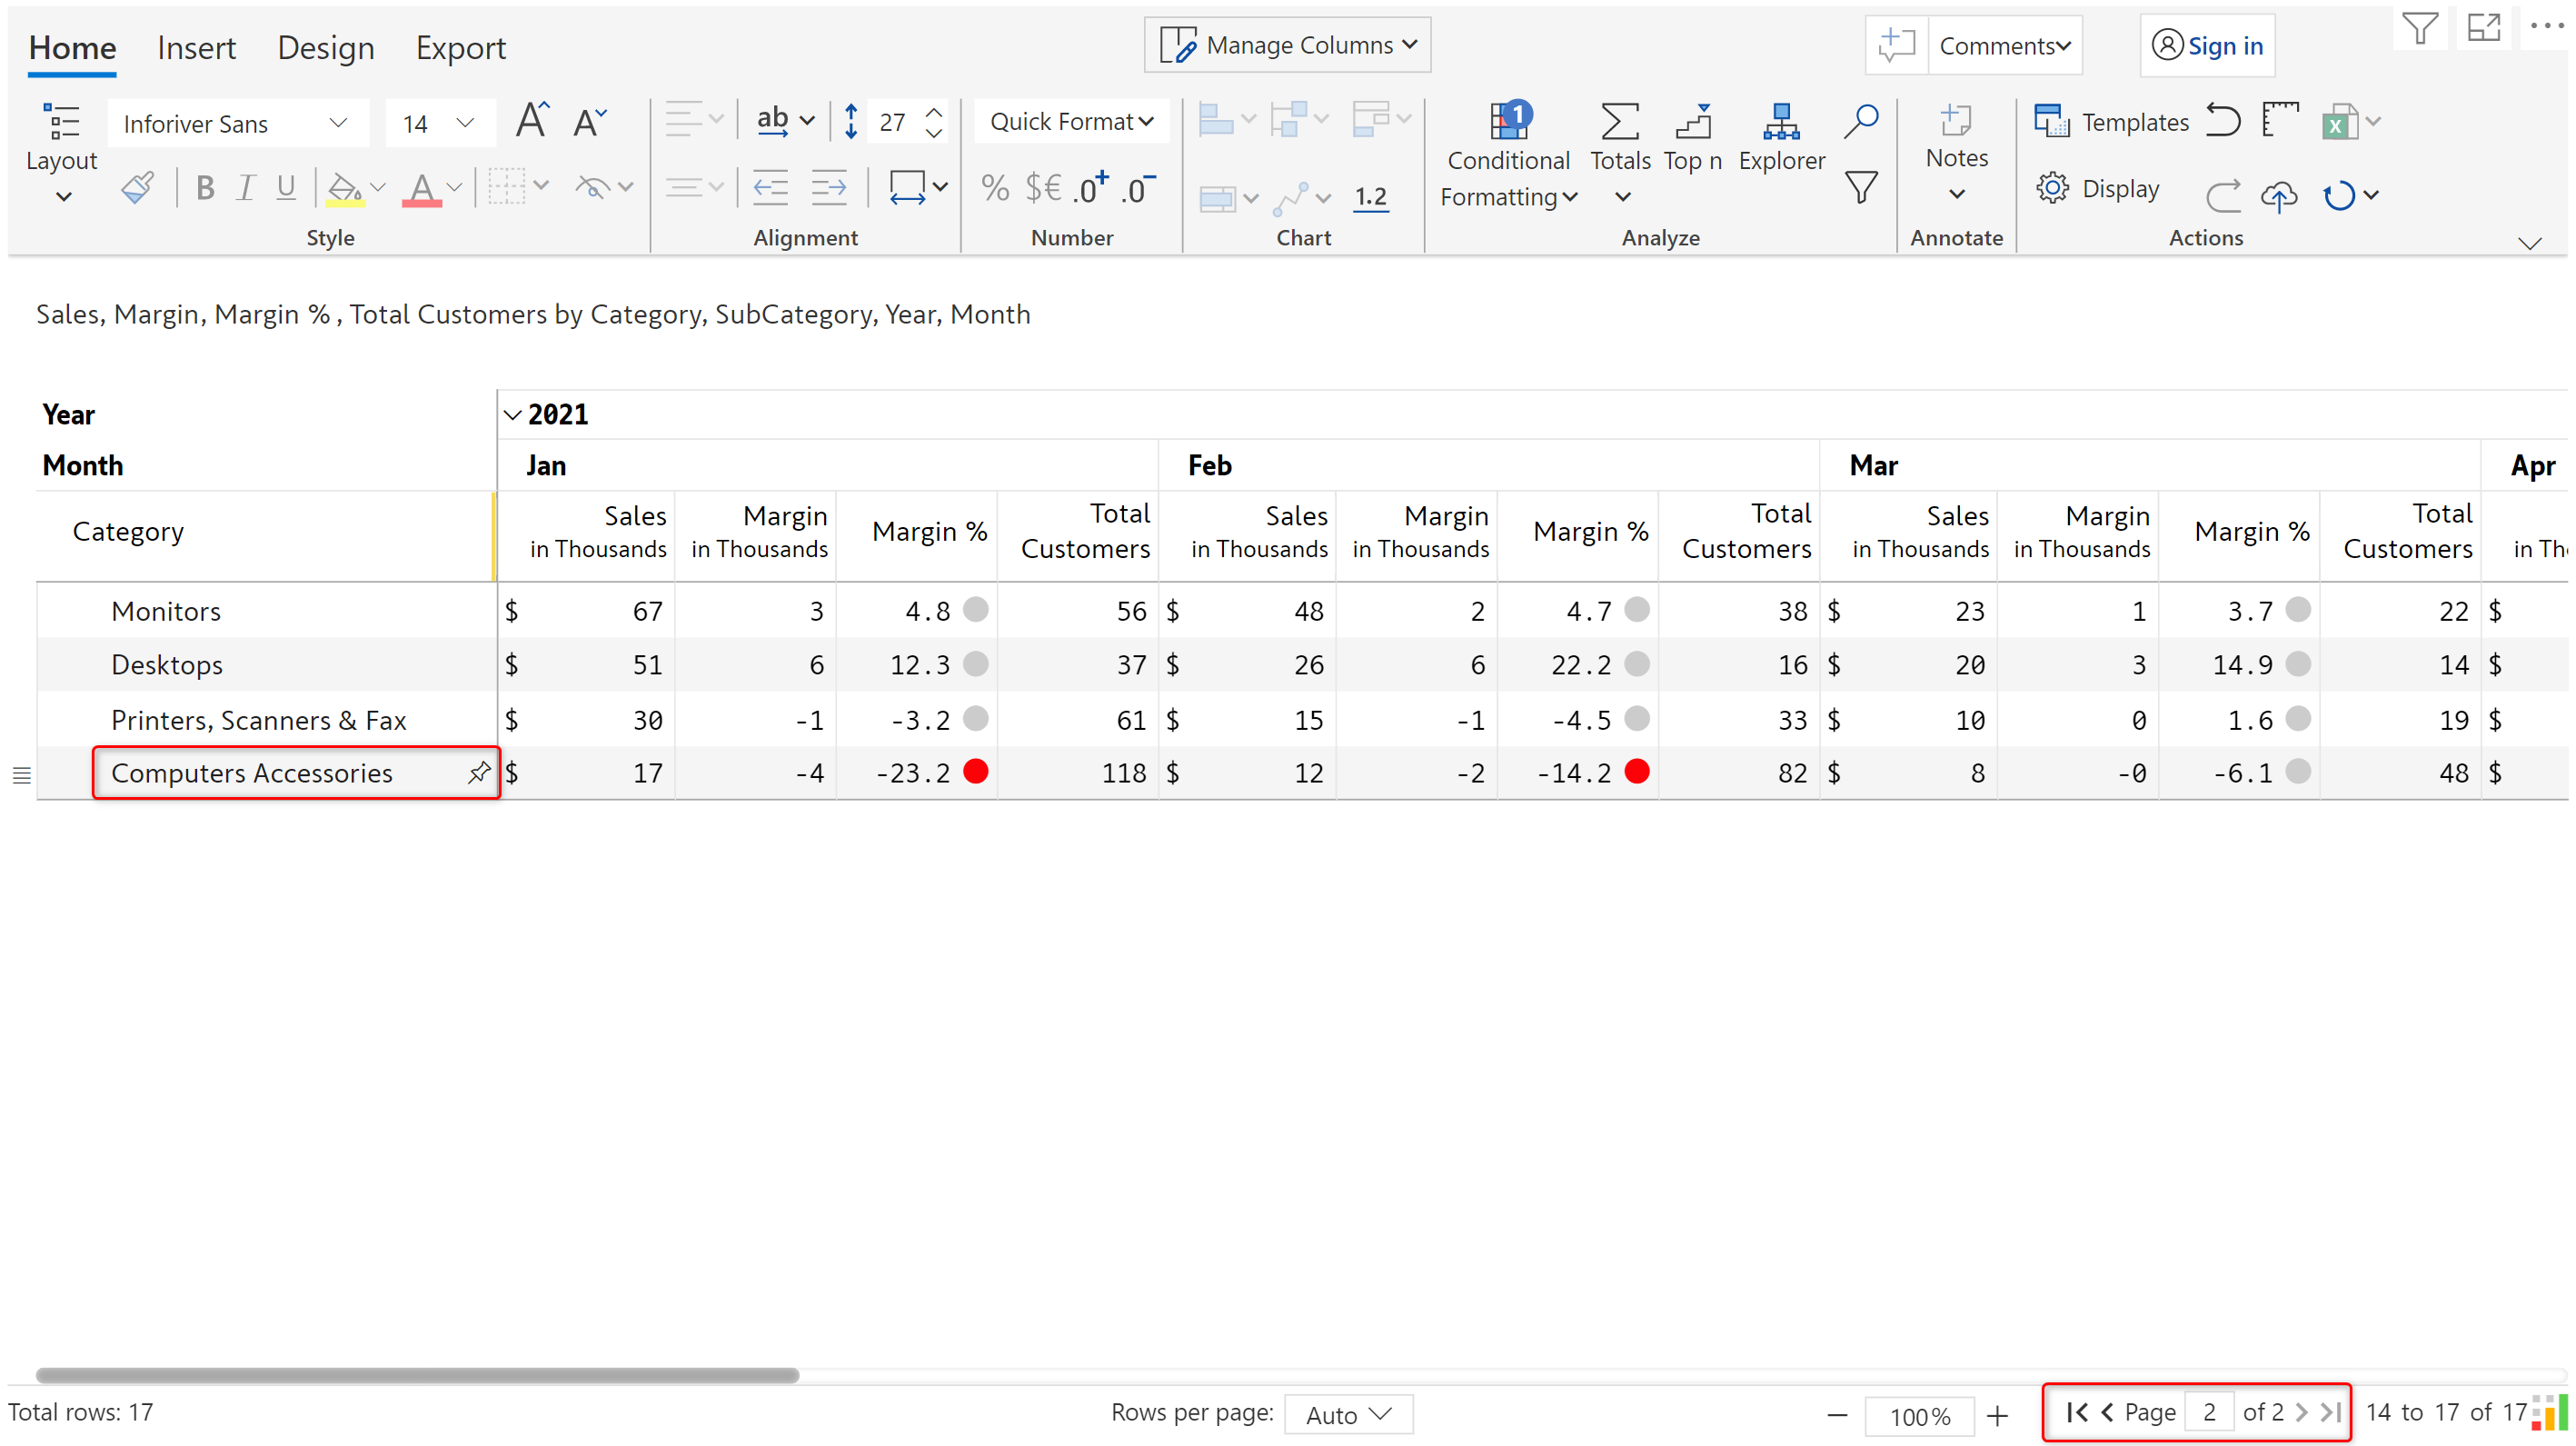 Home Insert Design Export Manage Columns Comments Sign in
Layout Inforiver Sans 14 A A ab 27 Quick Format 1 Conditional Formatting Totals Top n Explorer Notes Templates
B I U A % $€ .0+ .0- 1.2 Display
Style Alignment Number Chart Analyze Annotate Actions
Sales, Margin, Margin % , Total Customers by Category, SubCategory, Year, Month
Year 2021
Month Jan Feb Mar Apr
Category Sales in Thousands Margin in Thousands Margin % Total Customers Sales in Thousands Margin in Thousands Margin % Total Customers Sales in Thousands Margin in Thousands Margin % Total Customers in Th
Monitors $ 67 3 4.8 56 $ 48 2 4.7 38 $ 23 1 3.7 22 $
Desktops $ 51 6 12.3 37 $ 26 6 22.2 16 $ 20 3 14.9 14 $
Printers, Scanners & Fax $ 30 -1 -3.2 61 $ 15 -1 -4.5 33 $ 10 0 1.6 19 $
Computers Accessories $ 17 -4 -23.2 118 $ 12 -2 -14.2 82 $ 8 -0 -6.1 48 $
Total rows: 17 Rows per page: Auto 100% Page 2 of 2 14 to 17 of 17